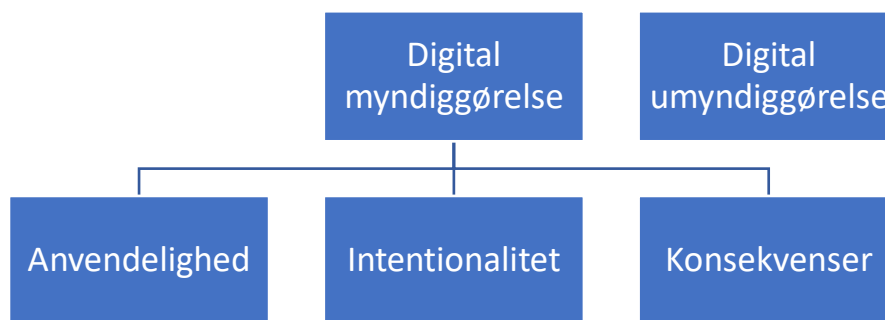 Digital
myndiggørelse
Digital
umyndiggørelse
Anvendelighed
Intentionalitet
Konsekvenser